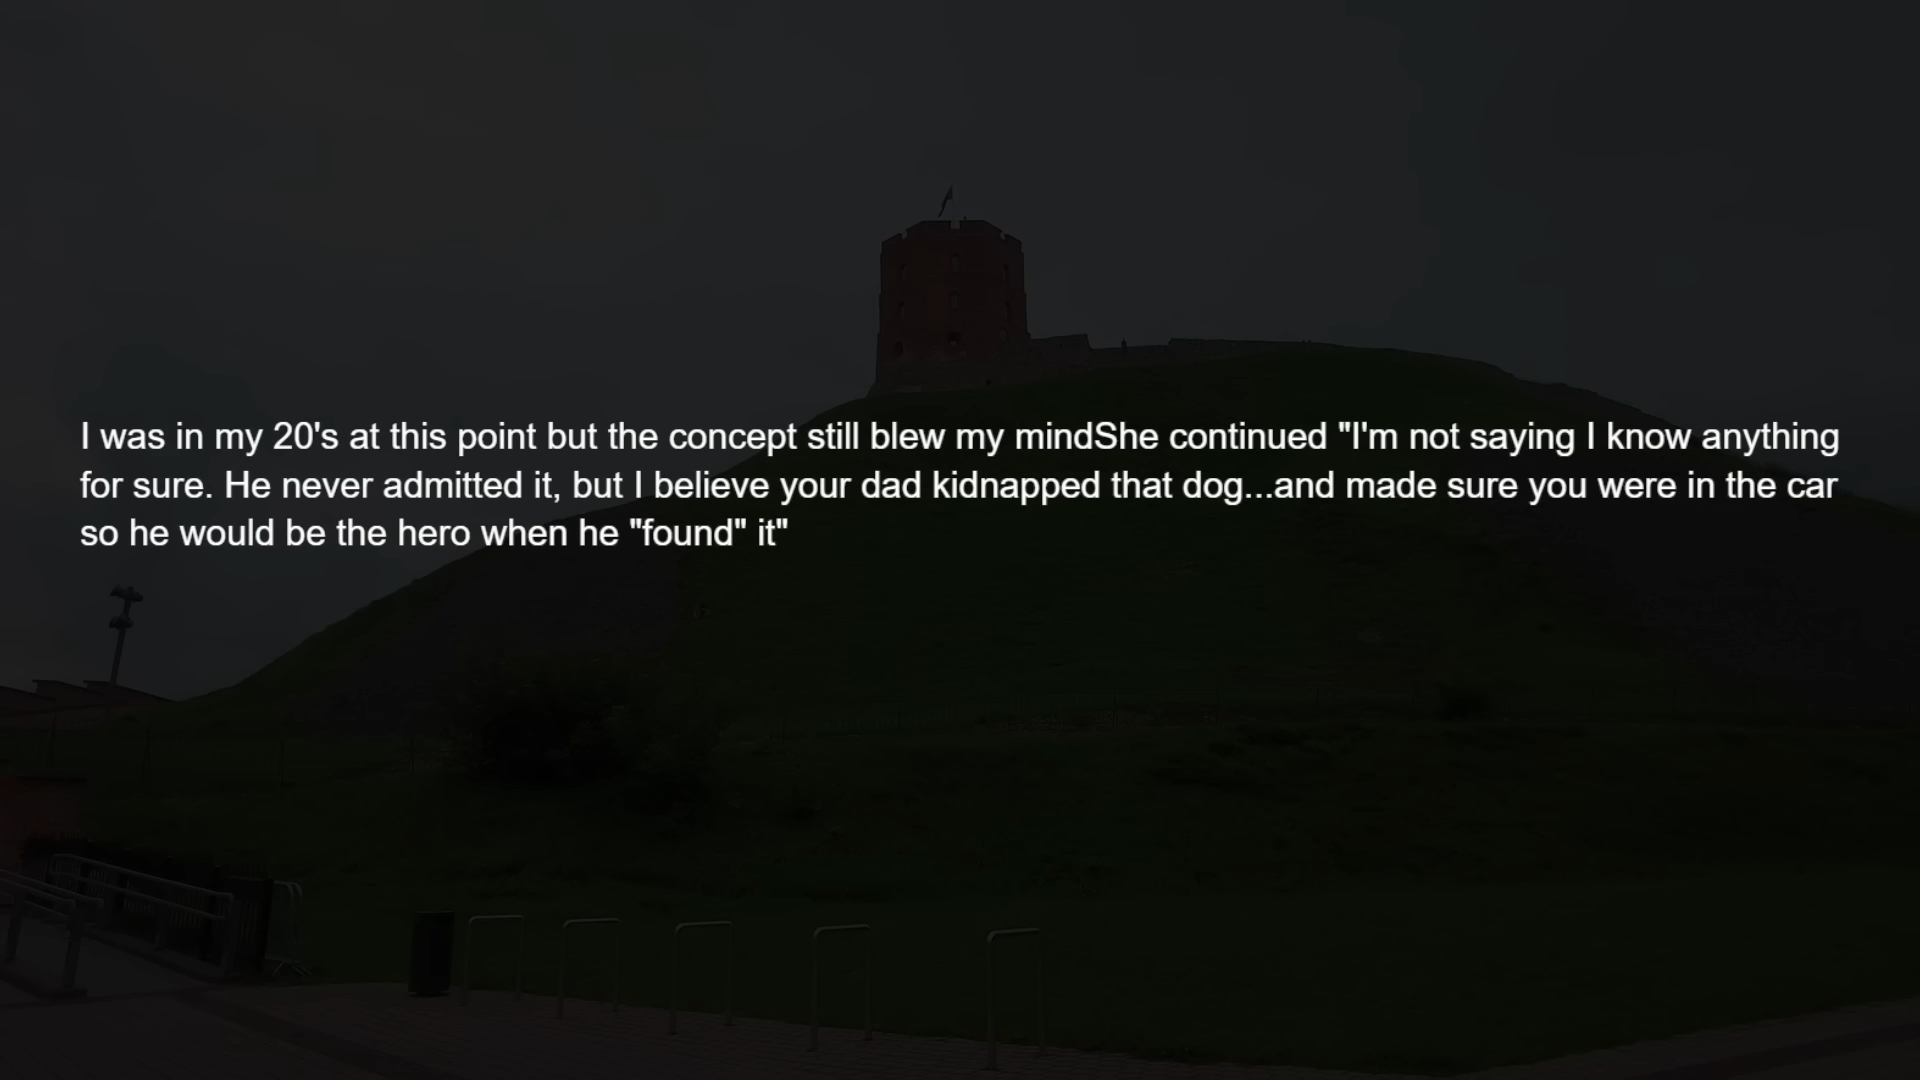 I was in my 20's at this point but the concept still blew my mindShe continued "I'm not saying I know anything
for sure. He never admitted it, but I believe your dad kidnapped that dog...and made sure you were in the car
so he would be the hero when he "found" it"